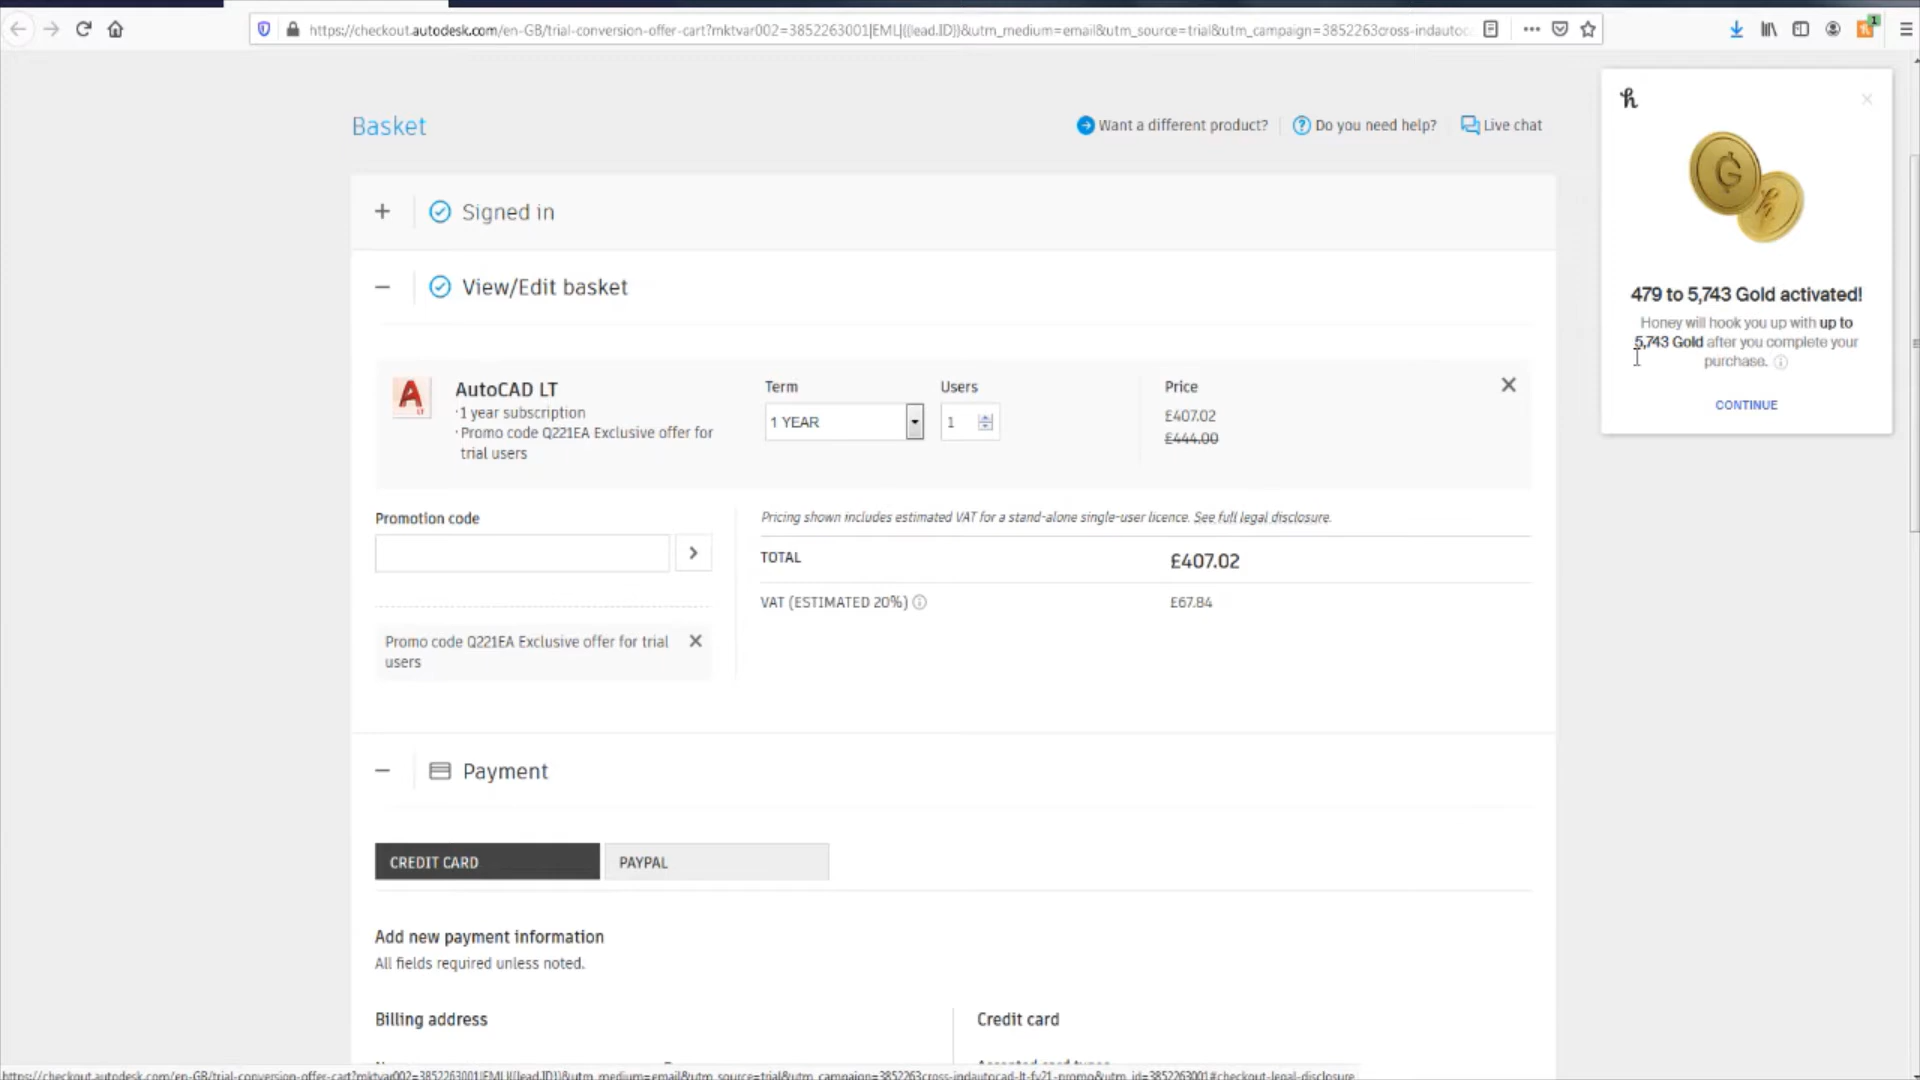 https://checkout.autodesk.com/en-GB/trial-conversion-offer-cart?mktvar002=3852263001|EML|((lead.ID))&utm_medium=email&utm_source=trial&utm_campaign=3852263cross-indautoc
1
Basket
Want a different product?
Do you need help?
Live chat
h
G
h
479 to 5,743 Gold activated!
Honey will hook you up with up to
5,743 Gold after you complete your
purchase.
CONTINUE
Signed in
View/Edit basket
A
LT
AutoCAD LT
·1 year subscription
·Promo code Q221EA Exclusive offer for
trial users
Term
1 YEAR
Users
1
Price
£407.02
£444.00
Promotion code
Promo code Q221EA Exclusive offer for trial
users
Pricing shown includes estimated VAT for a stand-alone single-user licence. See full legal disclosure.
TOTAL £407.02
VAT (ESTIMATED 20%) £67.84
Payment
CREDIT CARD
PAYPAL
Add new payment information
All fields required unless noted.
Billing address
Credit card
https://checkout.autodesk.com/en-GB/trial-conversion-offer-cart?mktvar002=3852263001|EML|((lead.ID))&utm_medium=email&utm_source=trial&utm_campaign=3852263cross-indautocad-lt-fy21-promo&utm_id=3852263001#checkout-legal-disclosure